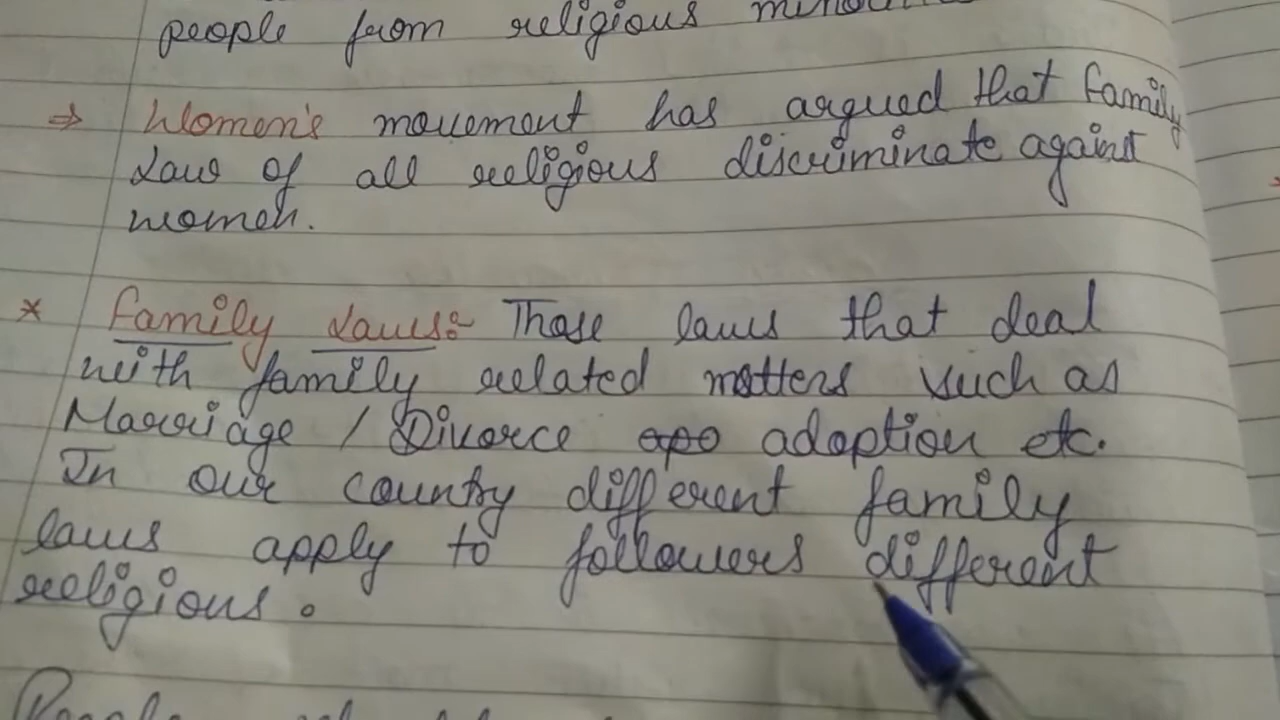 people from religious
⇒ Women's movement has argued that family
Law of all religious discriminate against
women.
* Family Laws:- Those laws that deal
with family related matters such as
Marriage / Divorce adoption etc.
In our country different family
laws apply to followers different
religious.